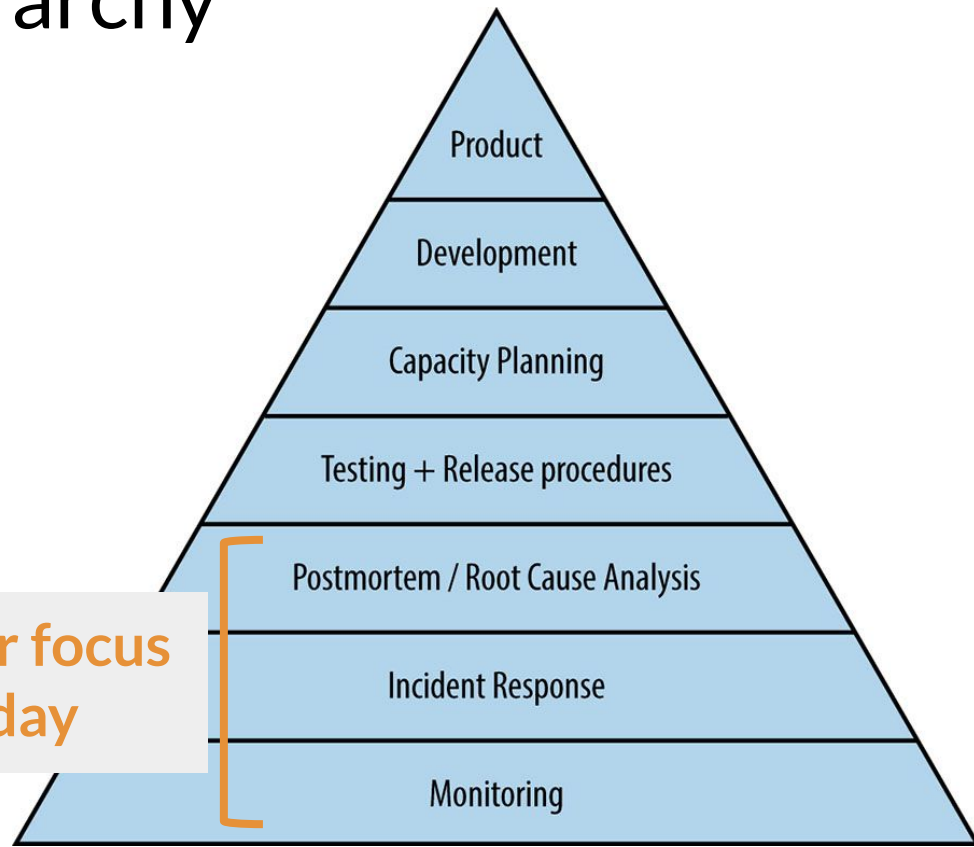 archy
Product
Development
Capacity Planning
Testing + Release procedures
Postmortem / Root Cause Analysis
r focus
day
Incident Response
Monitoring